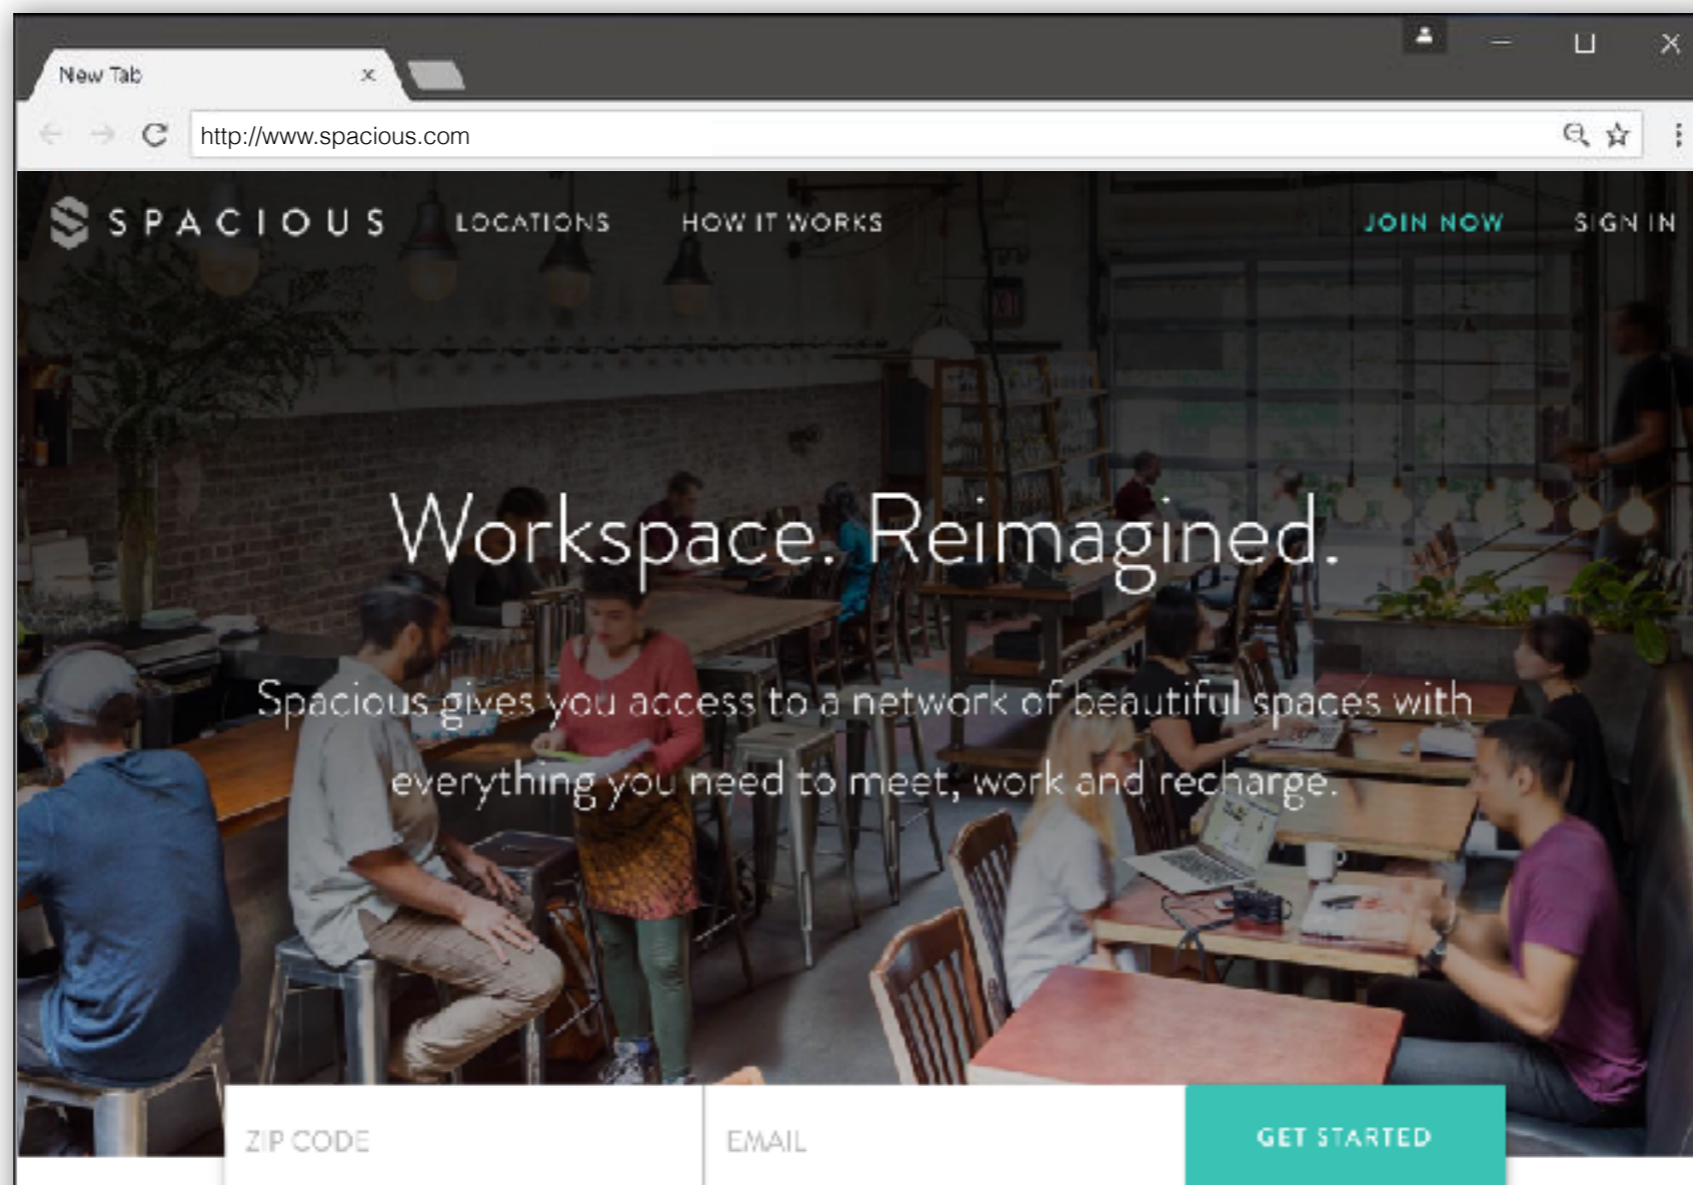 New Tab
http://www.spacious.com
SPACIOUS LOCATIONS HOW IT WORKS JOIN NOW SIGN IN
Workspace. Reimagined.
Spacious gives you access to a network of beautiful spaces with
everything you need to meet, work and recharge.
ZIP CODE EMAIL GET STARTED